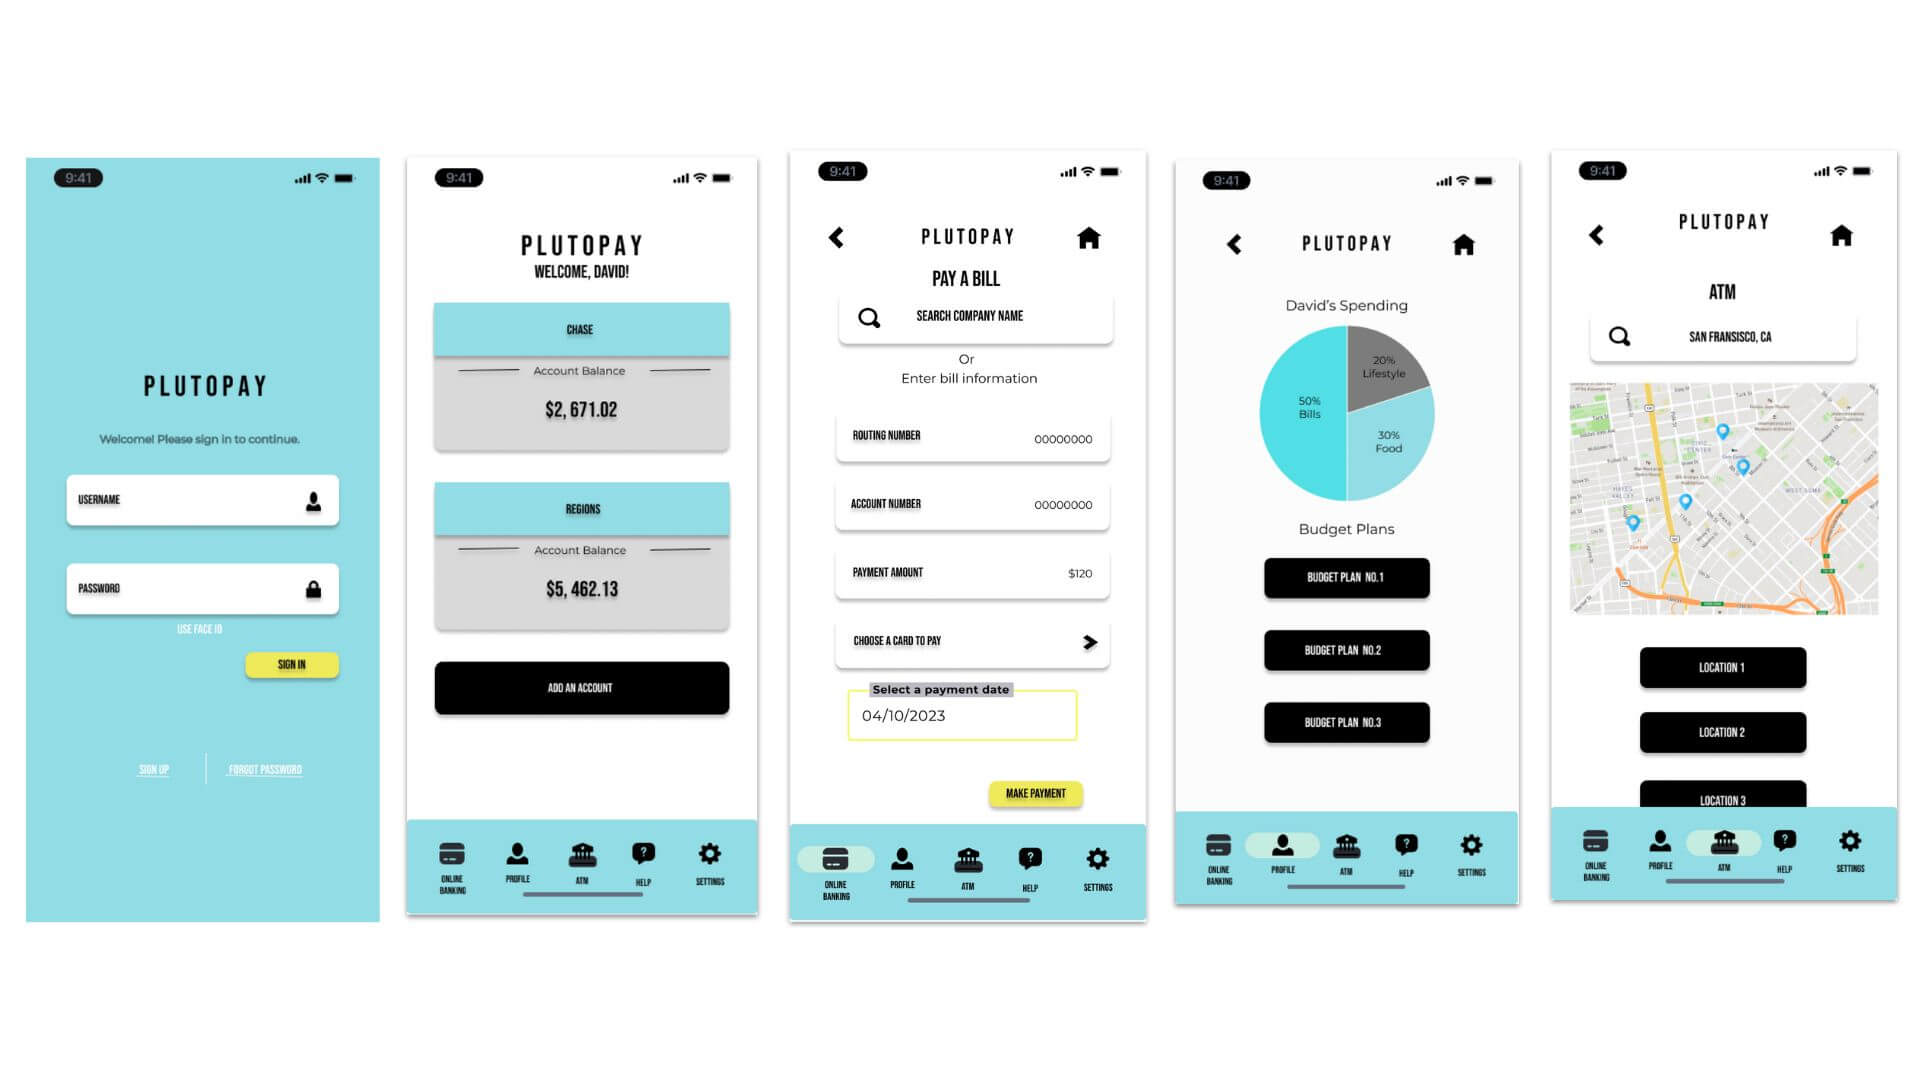 9:41
PLUTOPAY
Welcome! Please sign in to continue.
USERNAME
PASSWORD
USE FACE ID
SIGN IN
SIGN UP
FORGOT PASSWORD
9:41
PLUTOPAY
WELCOME, DAVID!
CHASE
Account Balance
$2, 671.02
REGIONS
Account Balance
$5, 462.13
ADD AN ACCOUNT
ONLINE
BANKING
PROFILE
ATM
HELP
SETTINGS
9:41
PLUTOPAY
PAY A BILL
SEARCH COMPANY NAME
Or
Enter bill information
ROUTING NUMBER
00000000
ACCOUNT NUMBER
00000000
PAYMENT AMOUNT
$120
CHOOSE A CARD TO PAY
Select a payment date
04/10/2023
MAKE PAYMENT
ONLINE
BANKING
PROFILE
ATM
HELP
SETTINGS
9:41
PLUTOPAY
David's Spending
20%
Lifestyle
50%
Bills
30%
Food
Budget Plans
BUDGET PLAN NO.1
BUDGET PLAN NO.2
BUDGET PLAN NO.3
ONLINE
BANKING
PROFILE
ATM
HELP
SETTINGS
9:41
PLUTOPAY
ATM
SAN FRANSISCO, CA
CIVIC
CENTER
HAYES
VALLEY
WEST SOMA
LOCATION 1
LOCATION 2
LOCATION 3
ONLINE
BANKING
PROFILE
ATM
HELP
SETTINGS